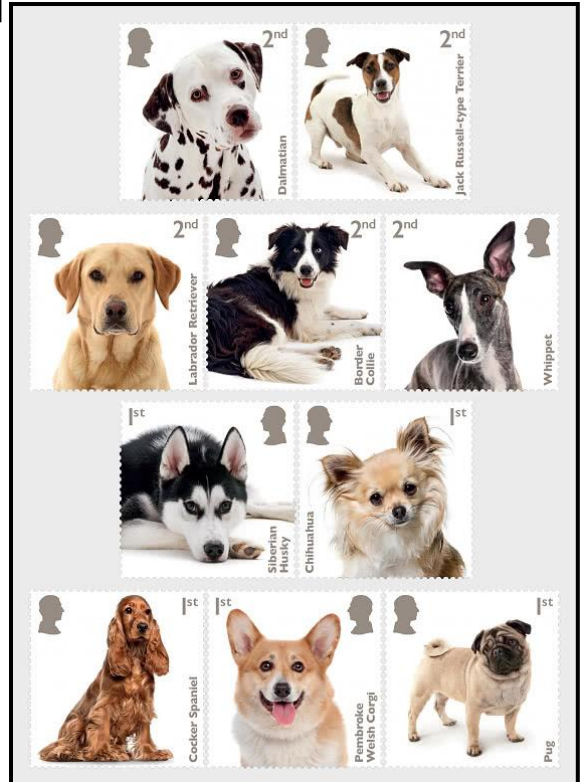 2nd
Dalmatian
2nd
Jack Russell-type Terrier
2nd
Labrador Retriever
2nd
Border
Collie
2nd
Whippet
1st
Siberian
Husky
1st
Chihuahua
1st
Cocker Spaniel
1st
Pembroke
Welsh Corgi
1st
Pug